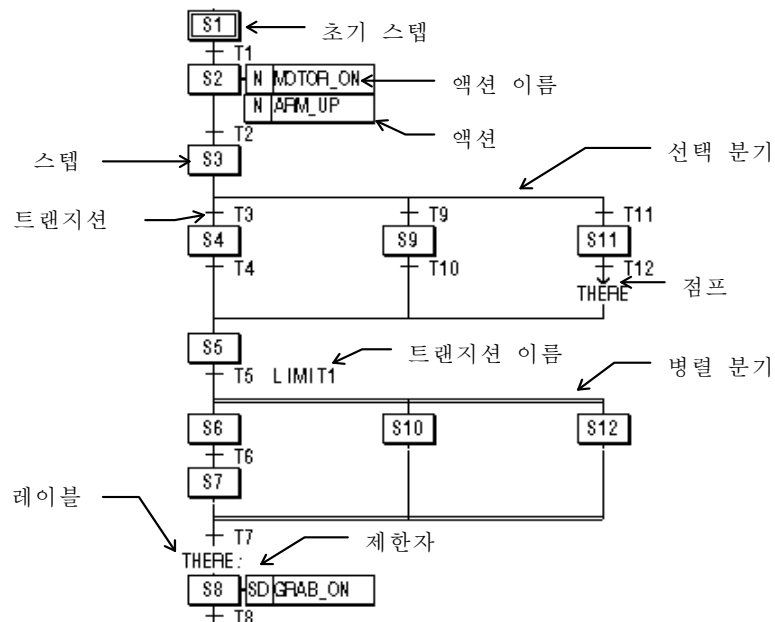 S1
초기 스텝
T1
S2 N MOTOR_ON
액션 이름
N ARM_UP
액션
T2
스텝
S3
선택 분기
트랜지션
T3 T9 T11
S4 S9 S11
T4 T10 T12
THERE
점프
S5
트랜지션 이름
T5 LIMIT1
병렬 분기
S6 S10 S12
T6
S7
레이블
T7
제한자
THERE:
S8 SD GRAB_ON
T8